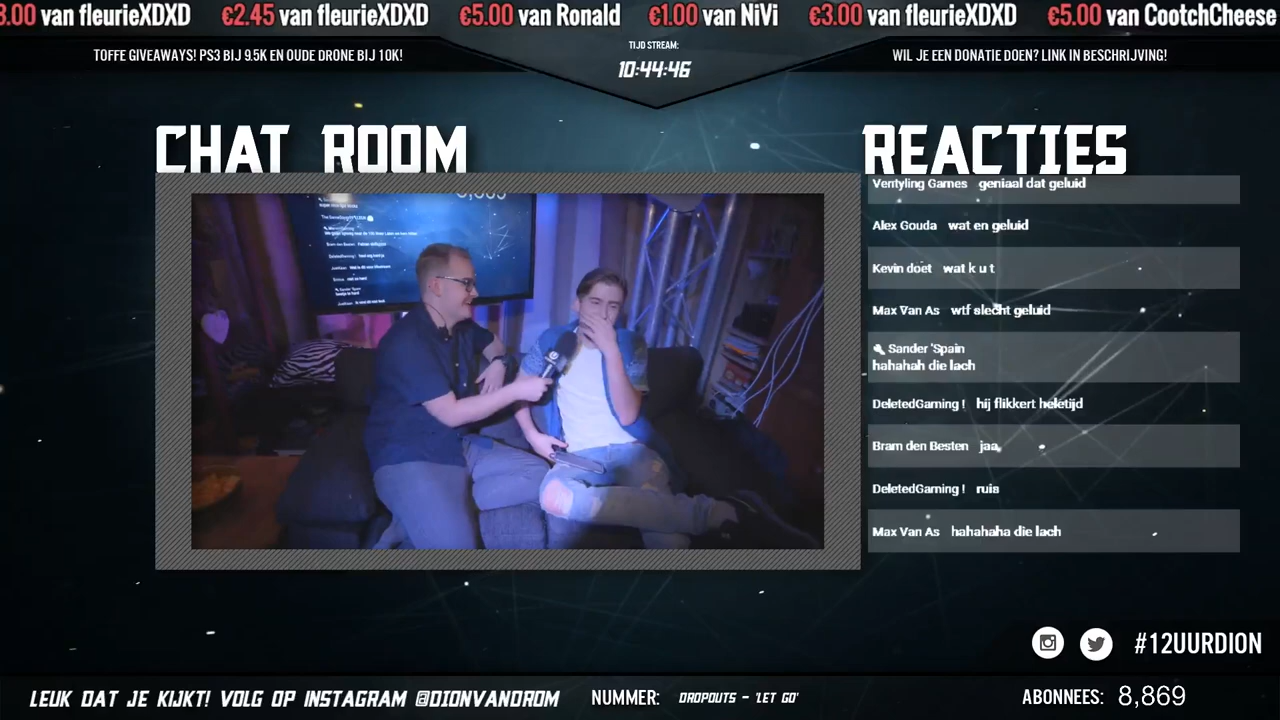 3.00 van fleurieXDXD €2.45 van fleurieXDXD €5.00 van Ronald €1.00 van NiVi €3.00 van fleurieXDXD €5.00 van CootchCheese
TOFFE GIVEAWAYS! PS3 BIJ 9.5K EN OUDE DRONE BIJ 10K!
TIJD STREAM:
10:44:46
WIL JE EEN DONATIE DOEN? LINK IN BESCHRIJVING!
CHAT ROOM
REACTIES
Ventyling Games geniaal dat geluid
Alex Gouda wat en geluid
Kevin doet wat k u t
Max Van As wtf slecht geluid
Sander 'Spain
hahahah die lach
DeletedGaming ! hij flikkert heletijd
Bram den Besten jaa
DeletedGaming ! ruis
Max Van As hahahaha die lach
#12UURDION
LEUK DAT JE KIJKT! VOLG OP INSTAGRAM @DIONVANDROM
NUMMER: DROPOUTS - 'LET GO'
ABONNEES: 8,869